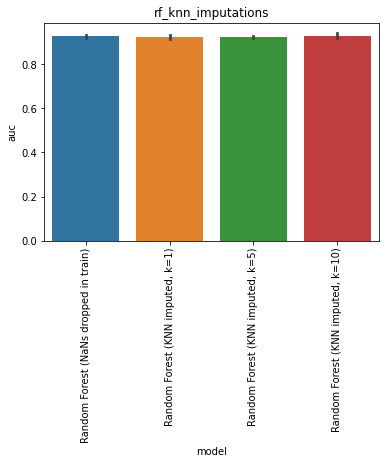 rf_knn_imputations
auc
0.8
0.6
0.4
0.2
0.0
Random Forest (NaNs dropped in train)
Random Forest (KNN imputed, k=1)
Random Forest (KNN imputed, k=5)
Random Forest (KNN imputed, k=10)
model